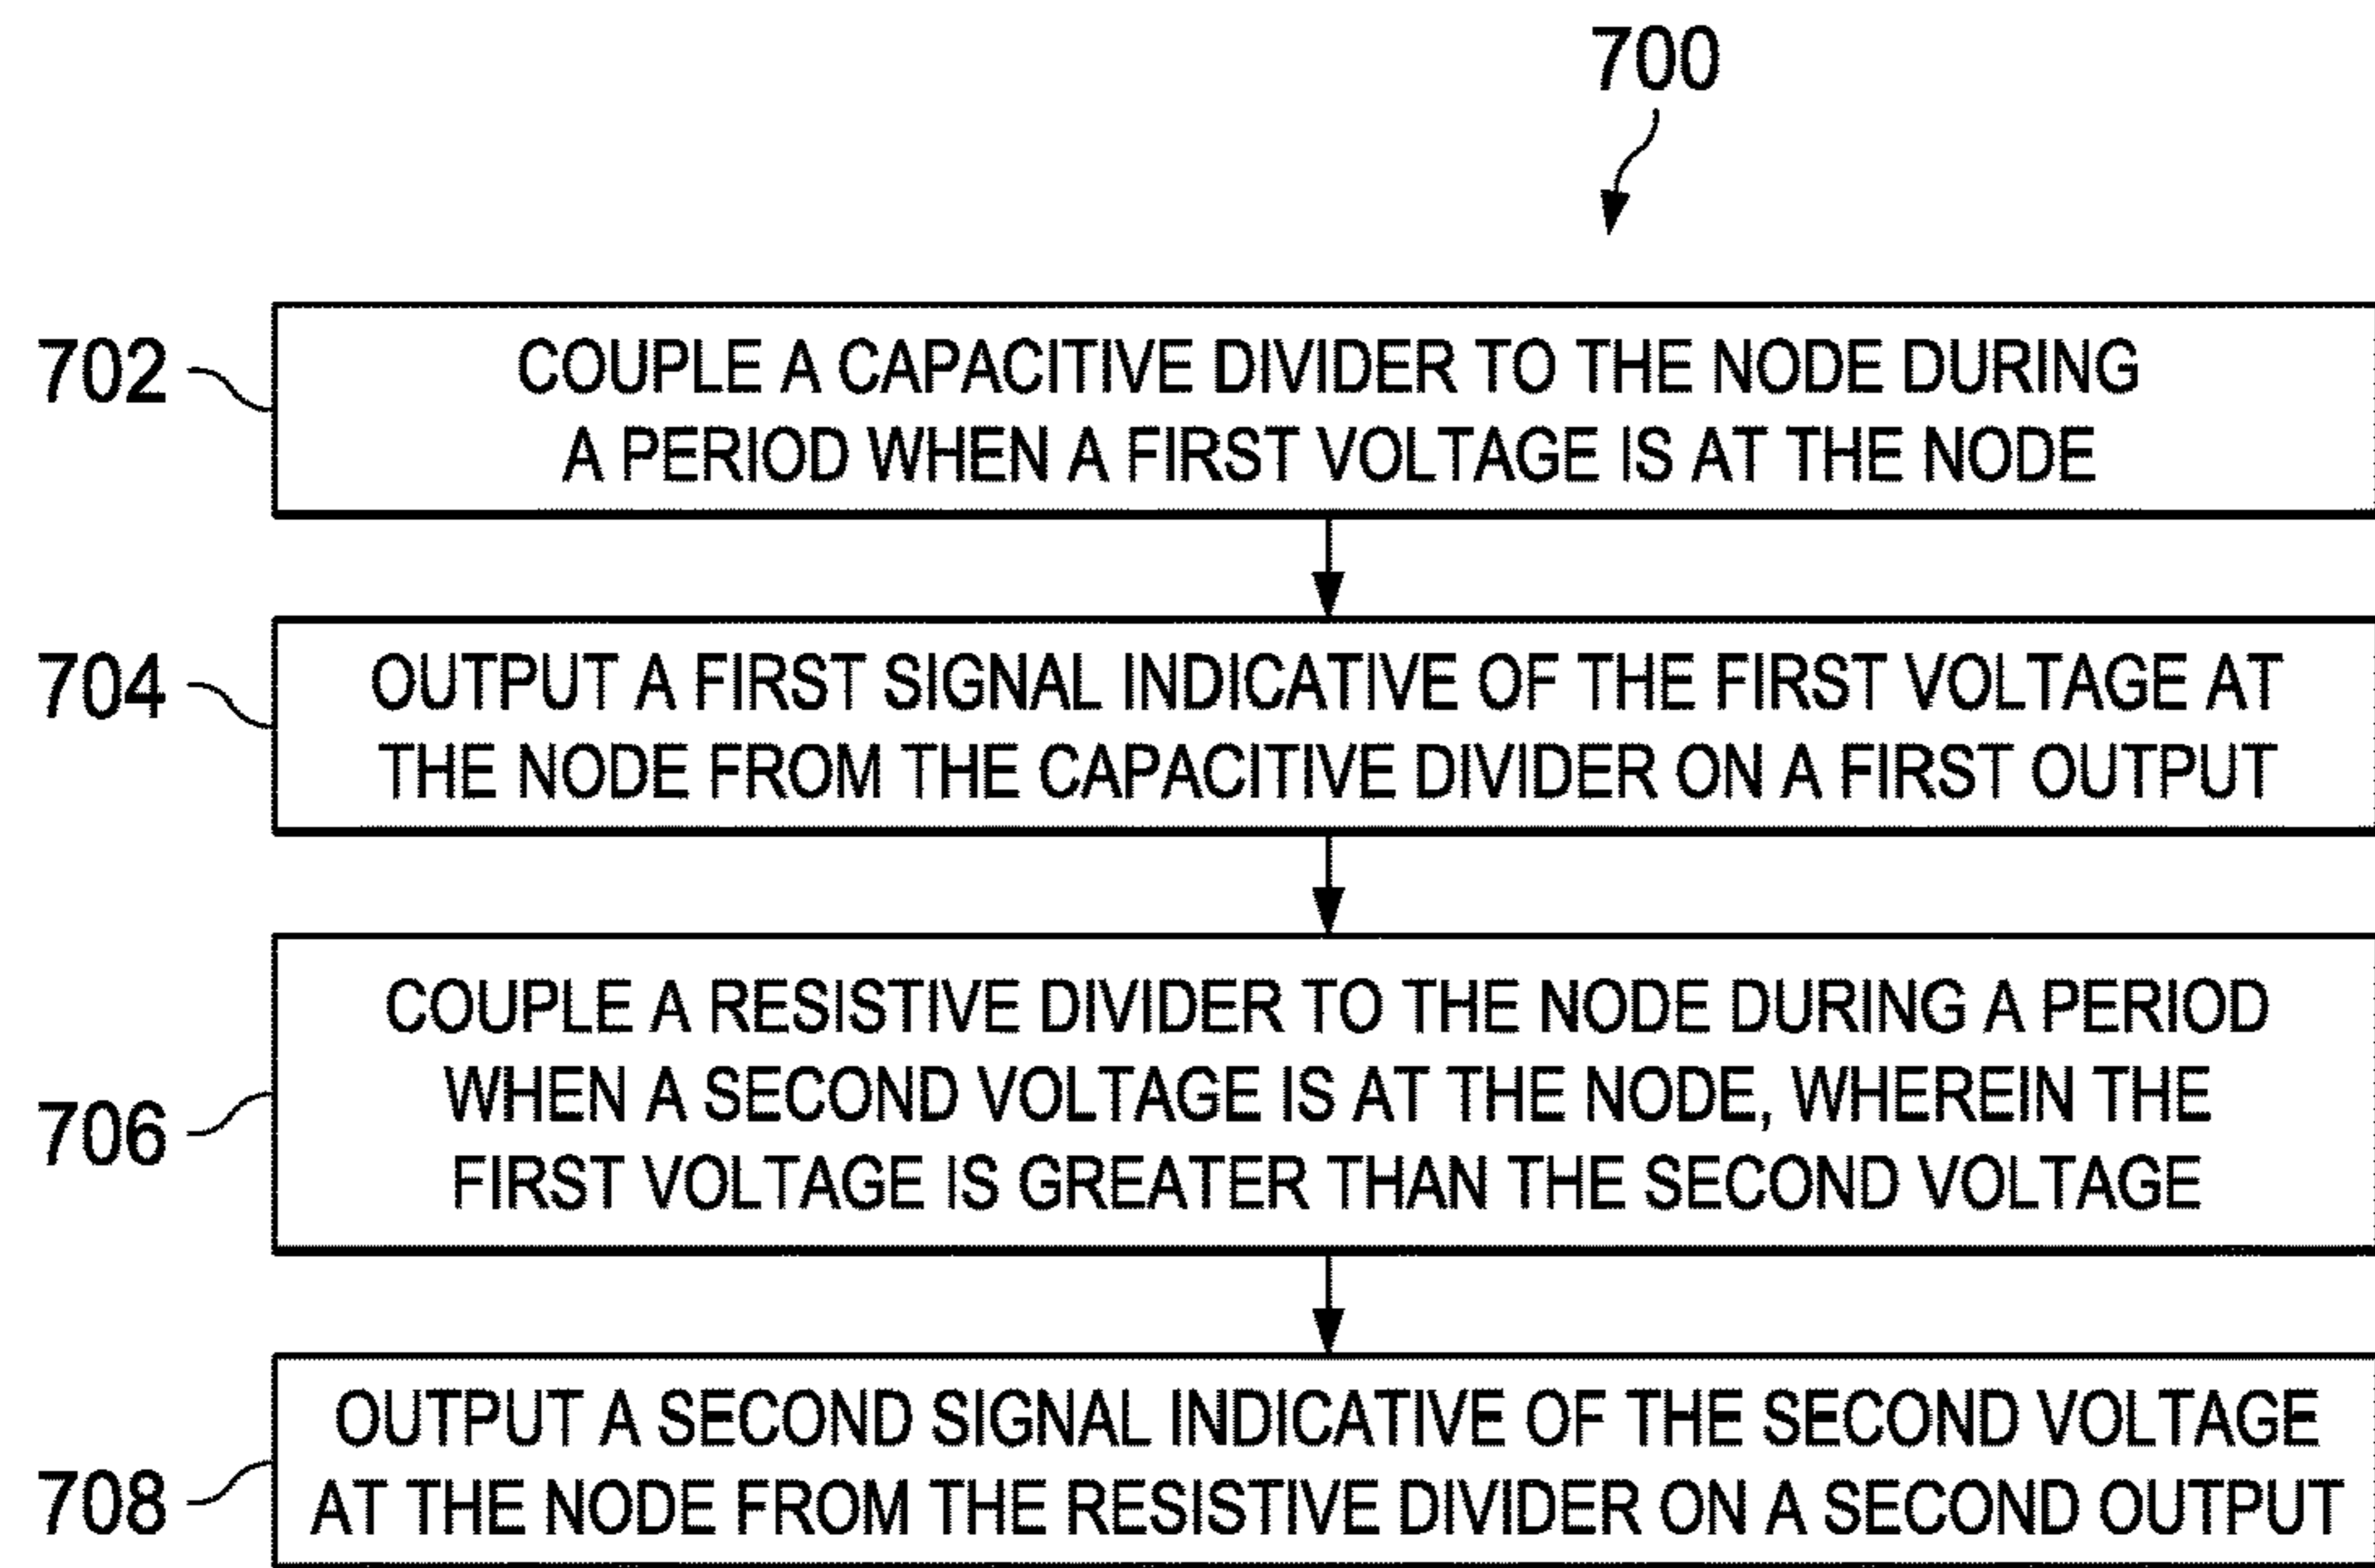 700
702
COUPLE A CAPACITIVE DIVIDER TO THE NODE DURING
A PERIOD WHEN A FIRST VOLTAGE IS AT THE NODE
704
OUTPUT A FIRST SIGNAL INDICATIVE OF THE FIRST VOLTAGE AT
THE NODE FROM THE CAPACITIVE DIVIDER ON A FIRST OUTPUT
706
COUPLE A RESISTIVE DIVIDER TO THE NODE DURING A PERIOD
WHEN A SECOND VOLTAGE IS AT THE NODE, WHEREIN THE
FIRST VOLTAGE IS GREATER THAN THE SECOND VOLTAGE
708
OUTPUT A SECOND SIGNAL INDICATIVE OF THE SECOND VOLTAGE
AT THE NODE FROM THE RESISTIVE DIVIDER ON A SECOND OUTPUT